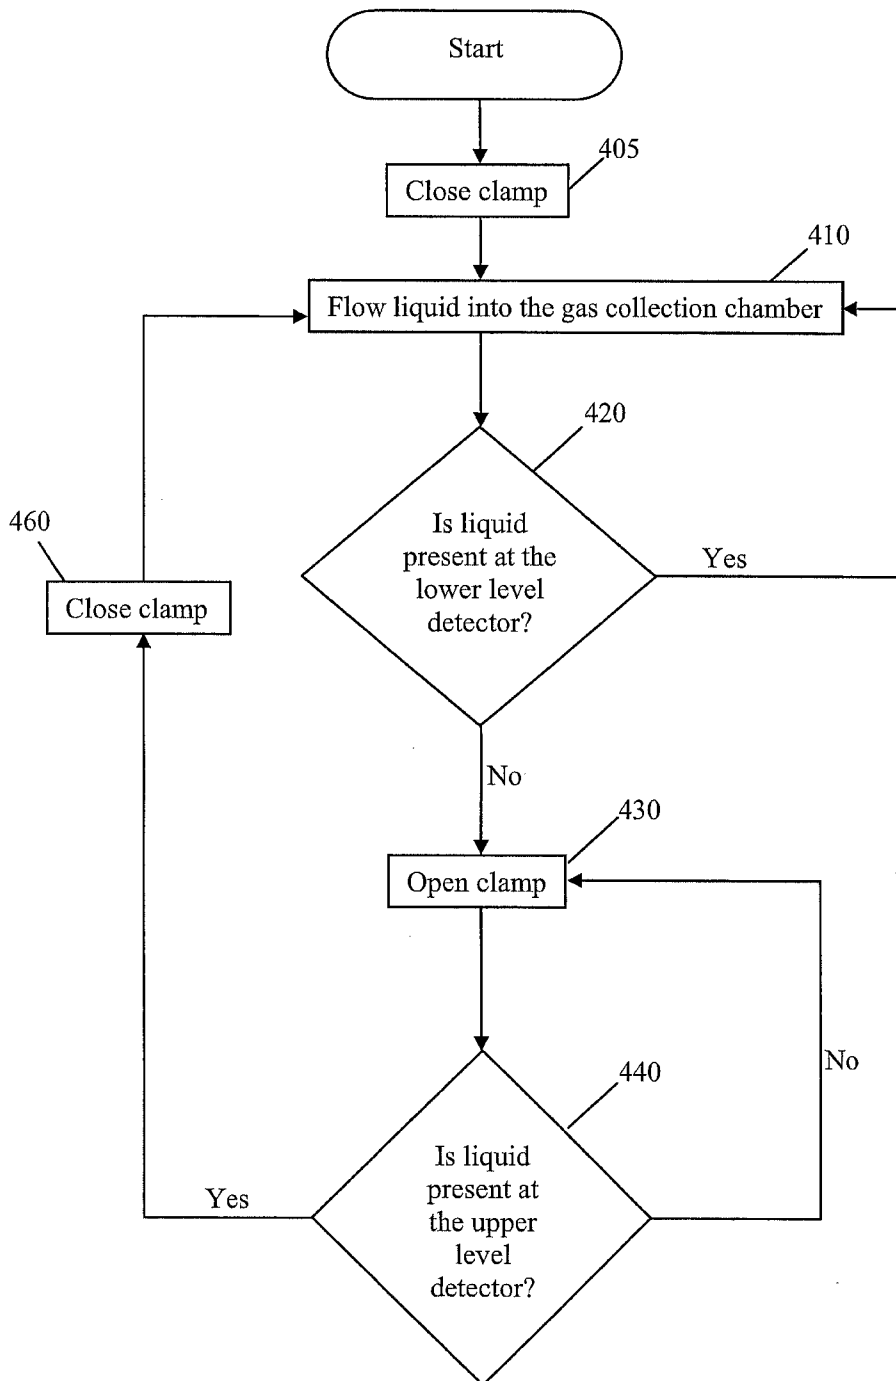 Start
405
Close clamp
410
Flow liquid into the gas collection chamber
420
Is liquid
present at the
lower level
detector?
Yes
460
Close clamp
No
430
Open clamp
440
No
Is liquid
present at
the upper
level
detector?
Yes